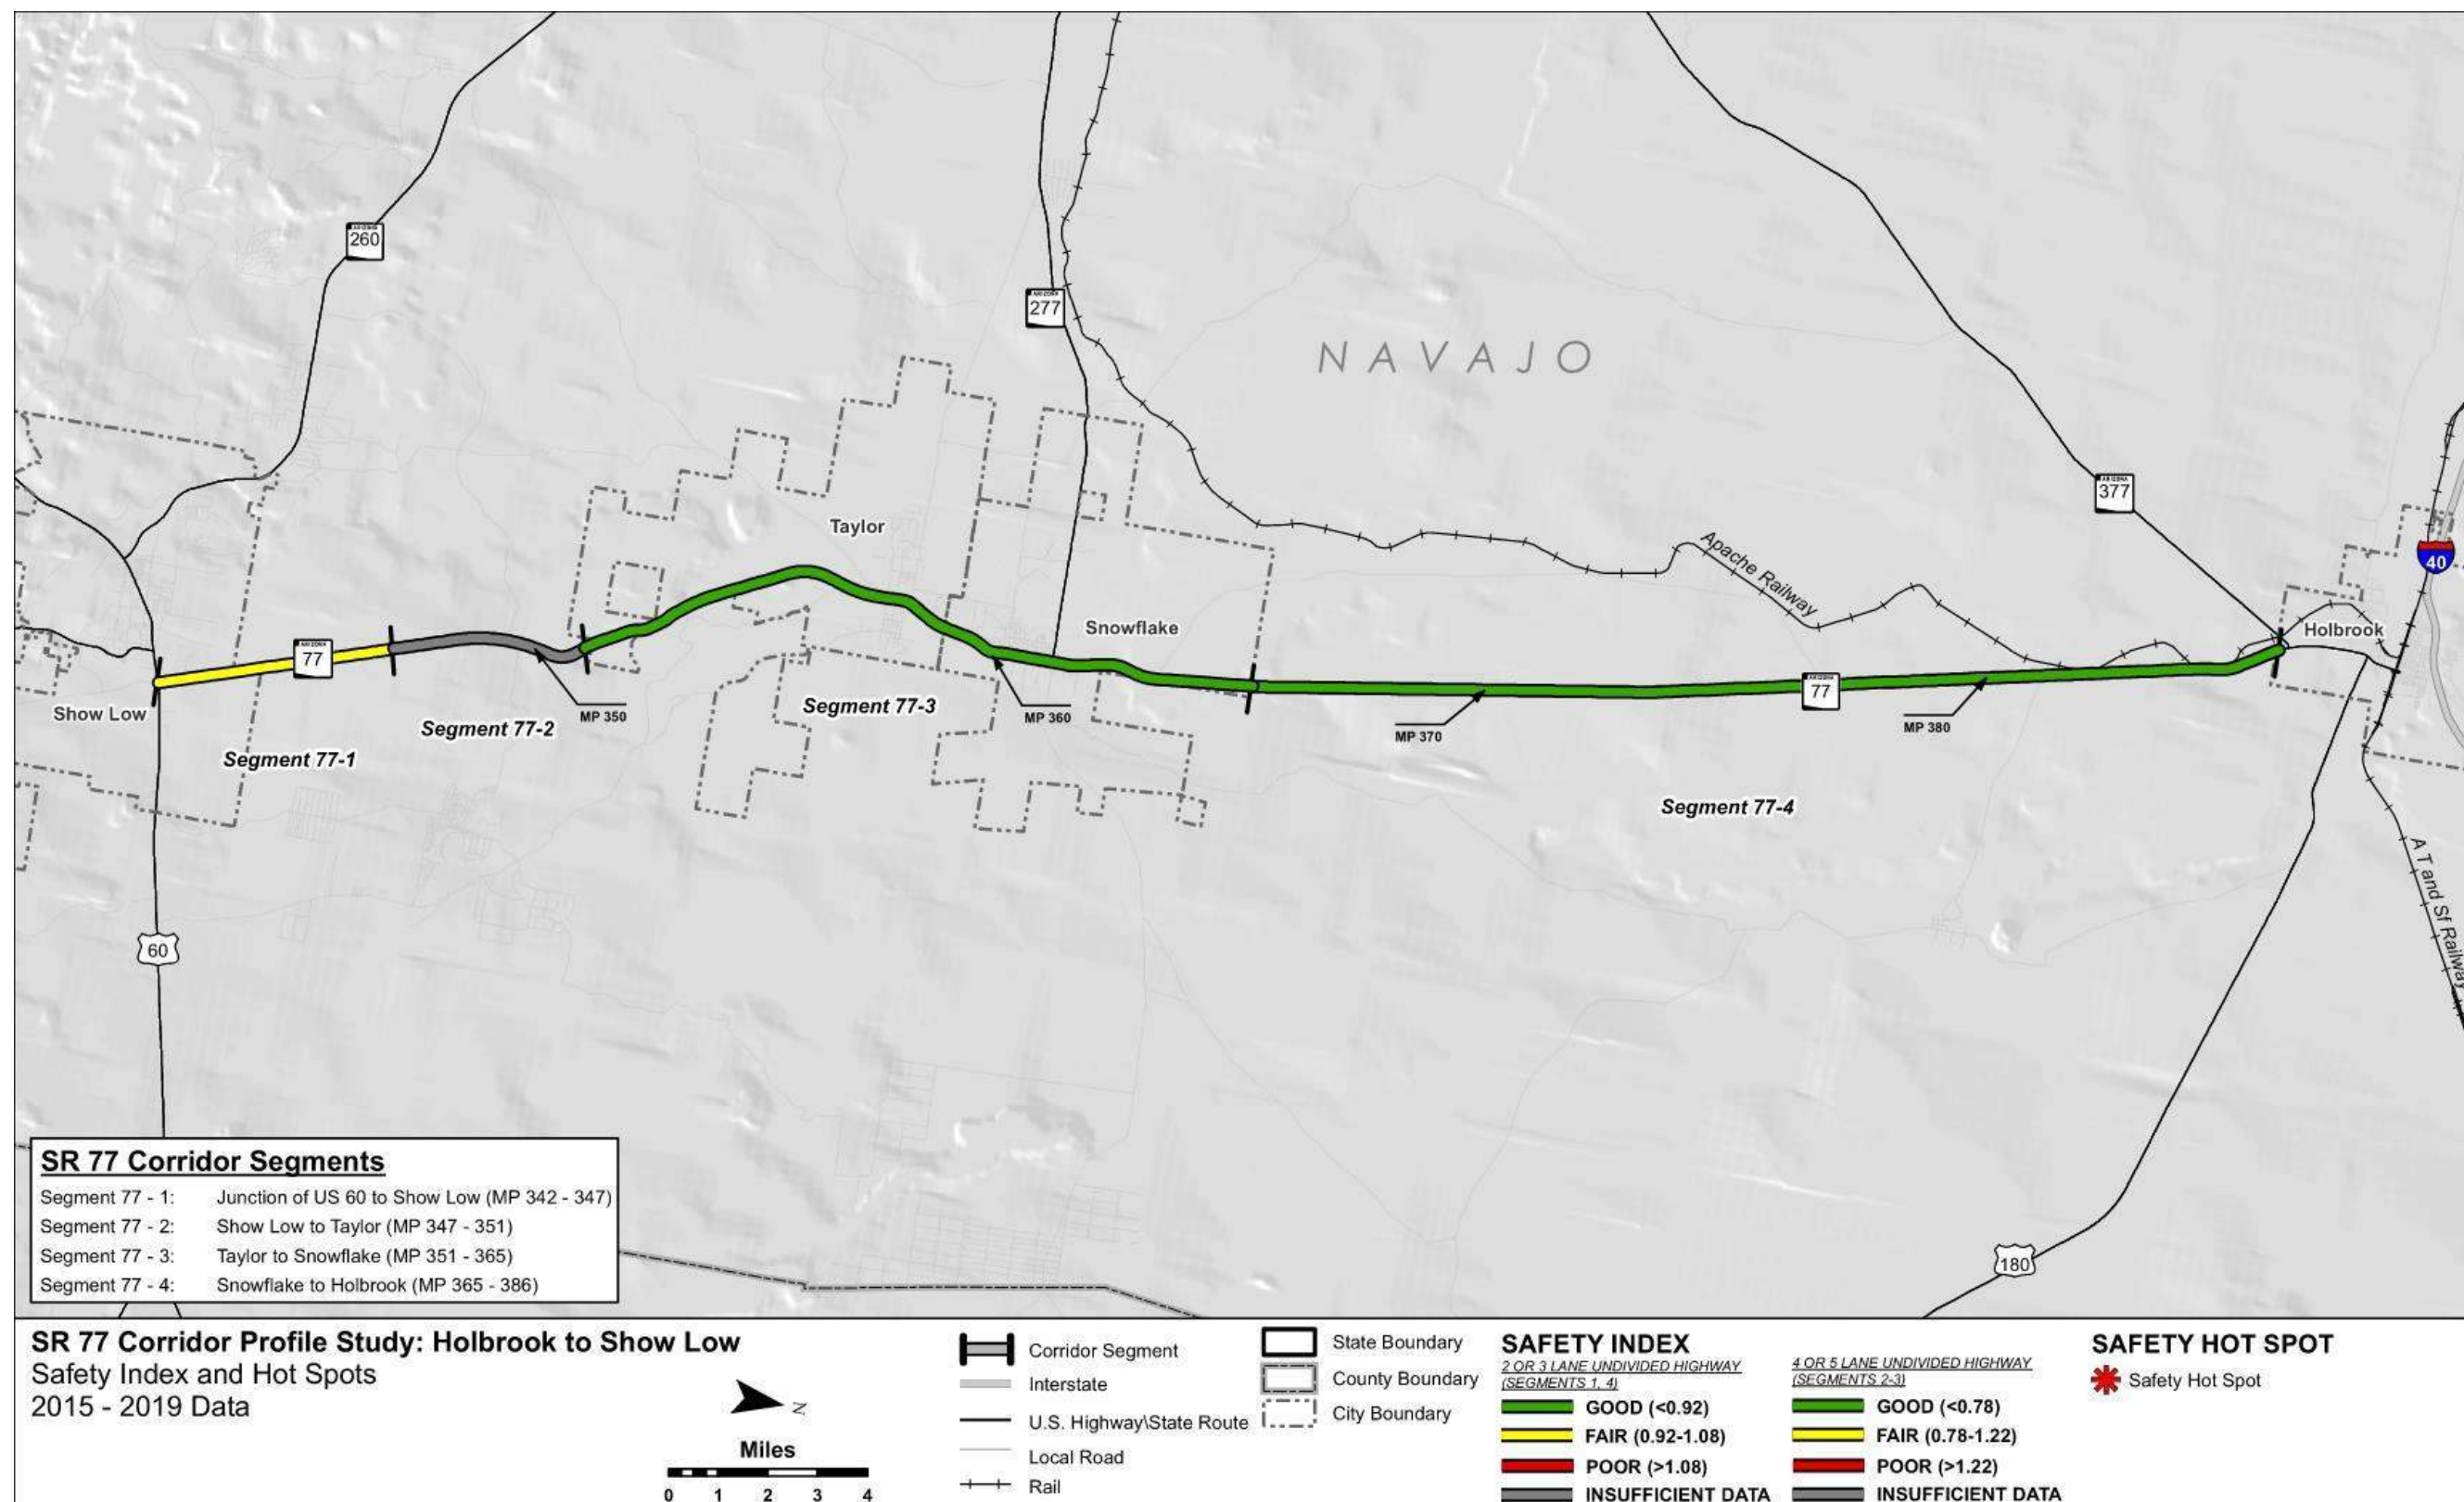 ARIZONA
260
ARIZONA
277
NAVAJO
ARIZONA
377
Taylor
Apache Railway
40
Snowflake
Holbrook
ARIZONA
77
ARIZONA
77
Show Low
MP 350
Segment 77-3
MP 360
Segment 77-2
MP 370
MP 380
Segment 77-1
Segment 77-4
A T and Sf Railway
60
180
SR 77 Corridor Segments
Segment 77 - 1: Junction of US 60 to Show Low (MP 342 - 347)
Segment 77 - 2: Show Low to Taylor (MP 347 - 351)
Segment 77 - 3: Taylor to Snowflake (MP 351 - 365)
Segment 77 - 4: Snowflake to Holbrook (MP 365 - 386)
SR 77 Corridor Profile Study: Holbrook to Show Low
Safety Index and Hot Spots
2015 - 2019 Data
N
Miles
0 1 2 3 4
Corridor Segment
Interstate
U.S. Highway\State Route
Local Road
Rail
State Boundary
County Boundary
City Boundary
SAFETY INDEX
2 OR 3 LANE UNDIVIDED HIGHWAY
(SEGMENTS 1, 4)
GOOD (<0.92)
FAIR (0.92-1.08)
POOR (>1.08)
INSUFFICIENT DATA
4 OR 5 LANE UNDIVIDED HIGHWAY
(SEGMENTS 2-3)
GOOD (<0.78)
FAIR (0.78-1.22)
POOR (>1.22)
INSUFFICIENT DATA
SAFETY HOT SPOT
Safety Hot Spot